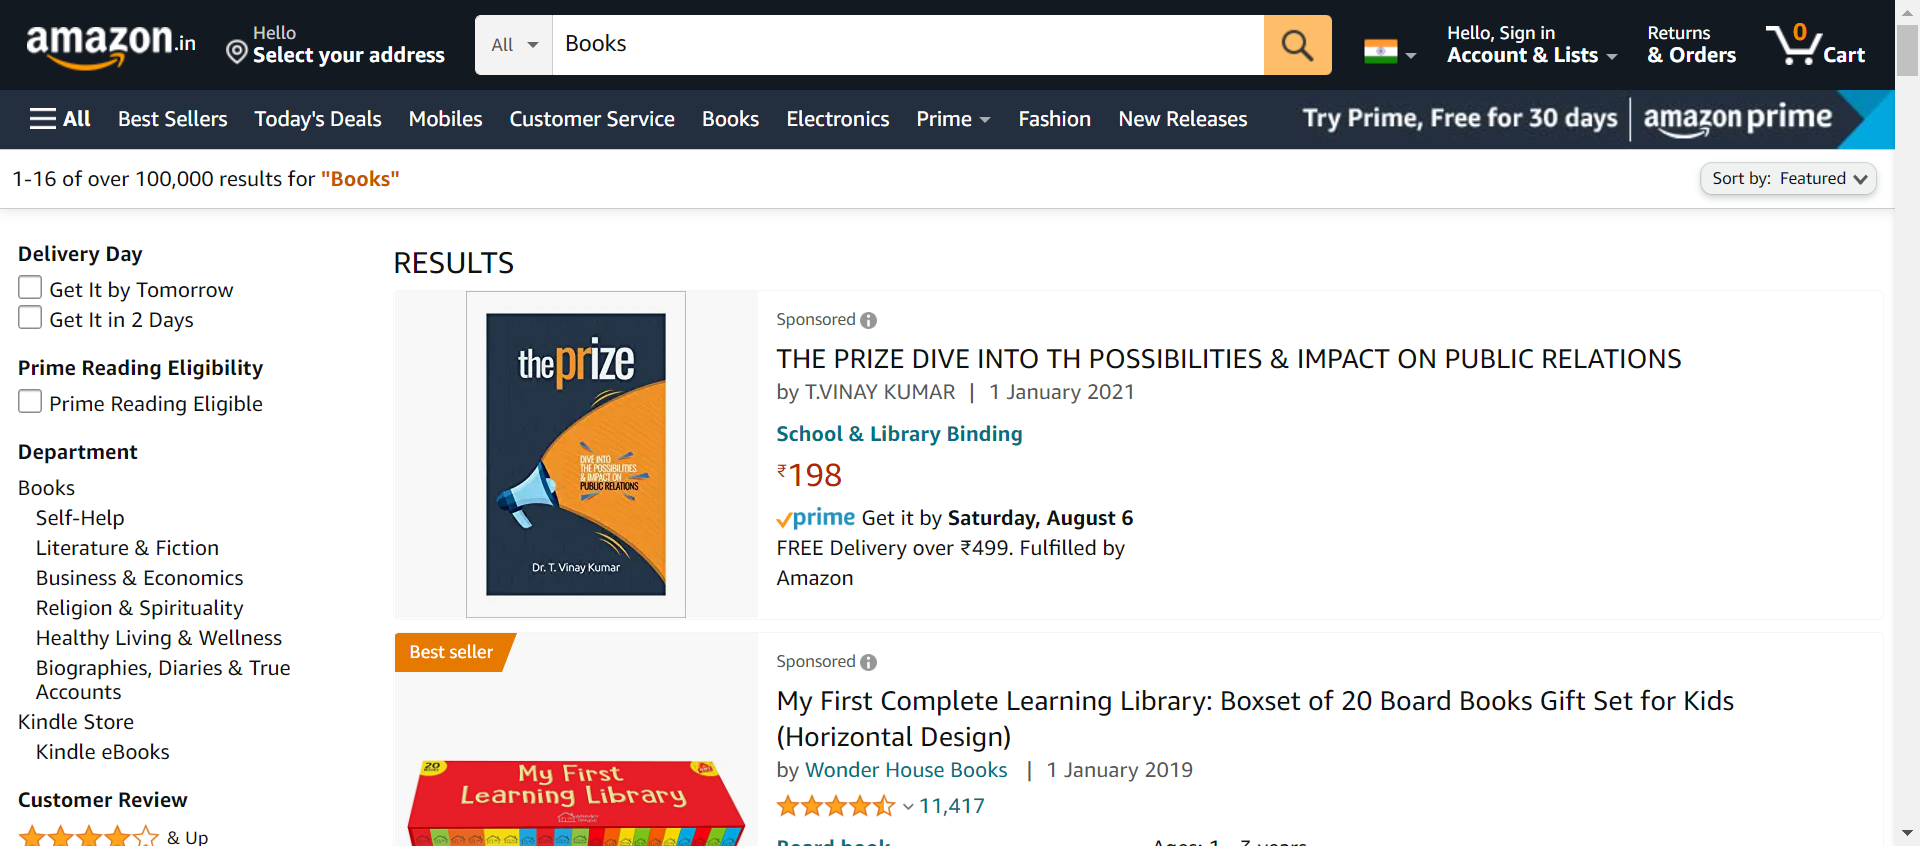 amazon.in
Hello
Select your address
All
Books
Hello, Sign in
Account & Lists
Returns
& Orders
0
Cart
All
Best Sellers
Today's Deals
Mobiles
Customer Service
Books
Electronics
Prime
Fashion
New Releases
Try Prime, Free for 30 days
amazon prime
1-16 of over 100,000 results for "Books"
Sort by: Featured
Delivery Day
Get It by Tomorrow
Get It in 2 Days
Prime Reading Eligibility
Prime Reading Eligible
Department
Books
Self-Help
Literature & Fiction
Business & Economics
Religion & Spirituality
Healthy Living & Wellness
Biographies, Diaries & True
Accounts
Kindle Store
Kindle eBooks
Customer Review
& Up
RESULTS
the prize
DIVE INTO
THE POSSIBILITIES
& IMPACT ON
PUBLIC RELATIONS
Dr. T. Vinay Kumar
Sponsored
THE PRIZE DIVE INTO TH POSSIBILITIES & IMPACT ON PUBLIC RELATIONS
by T.VINAY KUMAR | 1 January 2021
School & Library Binding
₹198
prime Get it by Saturday, August 6
FREE Delivery over ₹499. Fulfilled by
Amazon
Best seller
20
My First
Learning Library
Sponsored
My First Complete Learning Library: Boxset of 20 Board Books Gift Set for Kids
(Horizontal Design)
by Wonder House Books | 1 January 2019
11,417
Board book
Ages: 1 - 3 years